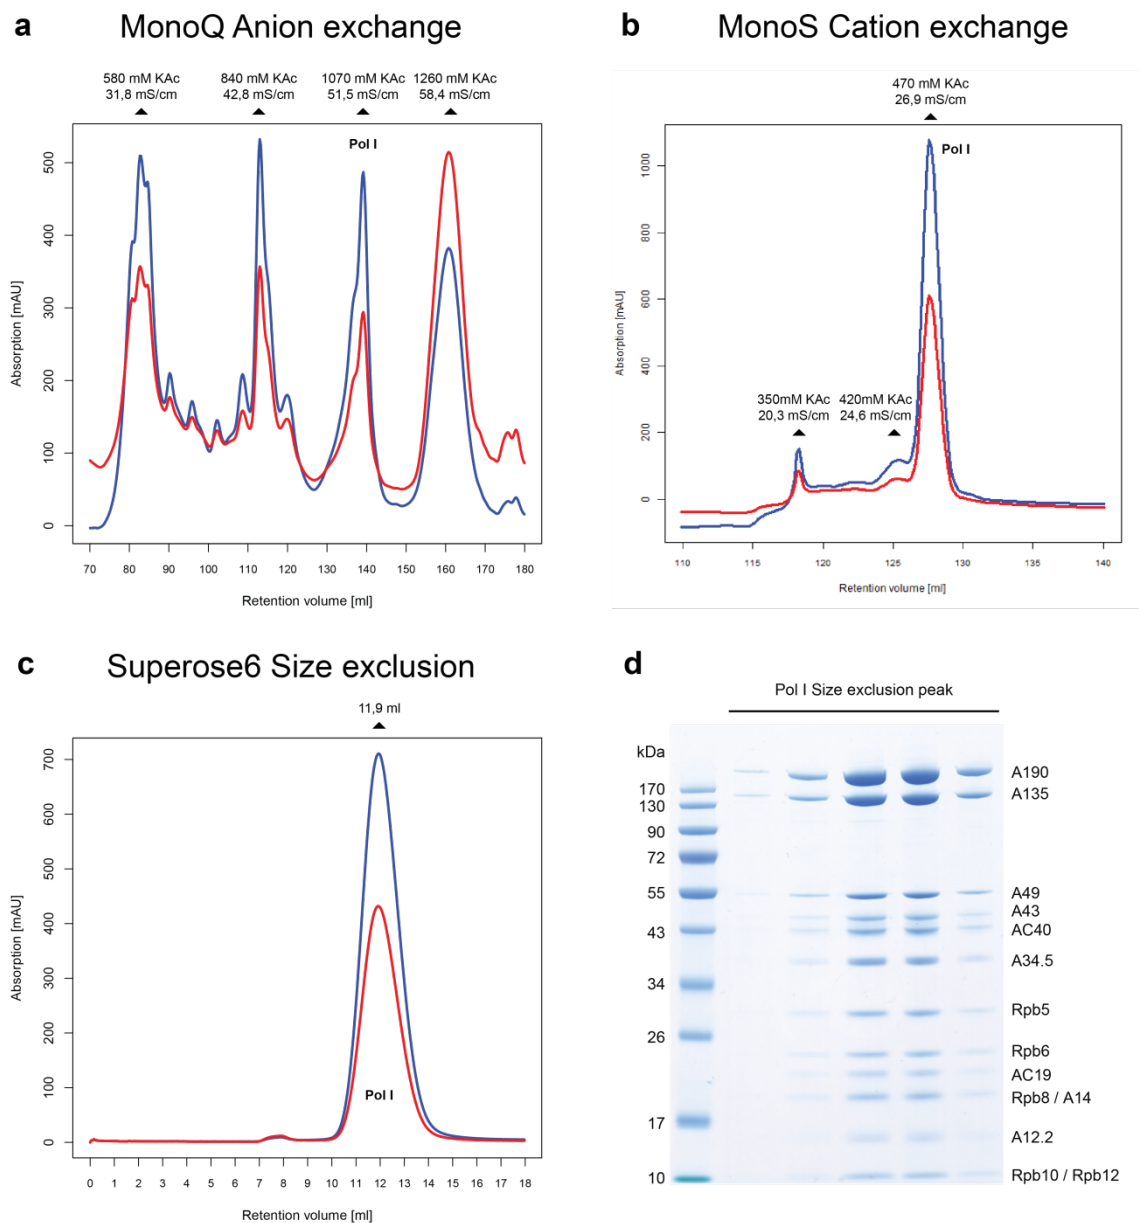 a
MonoQ Anion exchange
580 mM KAc
31,8 mS/cm
840 mM KAc
42,8 mS/cm
1070 mM KAc
51,5 mS/cm
1260 mM KAc
58,4 mS/cm
Pol I
Absorption [mAU]
500
400
300
200
100
0
70 80 90 100 110 120 130 140 150 160 170 180
Retention volume [ml]
b
MonoS Cation exchange
470 mM KAc
26,9 mS/cm
Pol I
350mM KAc
20,3 mS/cm
420mM KAc
24,6 mS/cm
Absorption [mAU]
1000
800
600
400
200
0
110 115 120 125 130 135 140
Retention volume [ml]
c
Superose6 Size exclusion
11,9 ml
Pol I
Absorption [mAU]
700
600
500
400
300
200
100
0
0 1 2 3 4 5 6 7 8 9 10 11 12 13 14 15 16 17 18
Retention volume [ml]
d
Pol I Size exclusion peak
kDa
170
130
90
72
55
43
34
26
17
10
A190
A135
A49
A43
AC40
A34.5
Rpb5
Rpb6
AC19
Rpb8 / A14
A12.2
Rpb10 / Rpb12